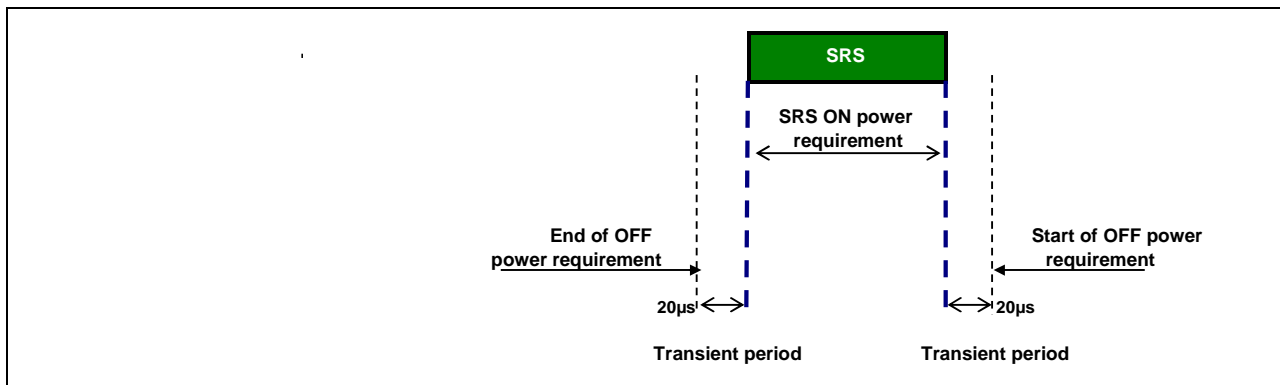 SRS
SRS ON power
requirement
End of OFF
power requirement
Start of OFF power
requirement
20µs
20µs
Transient period
Transient period